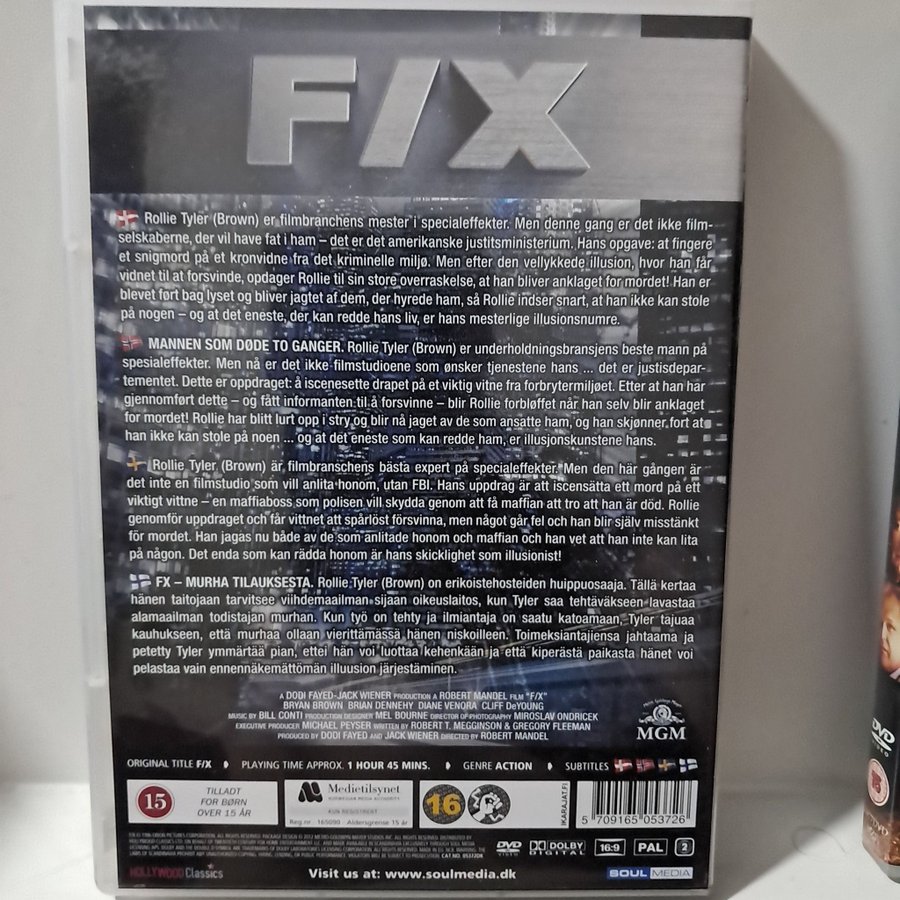 F/X
Rollie Tyler (Brown) er filmbranchens mester i specialeffekter. Men denne gang er det ikke film-
selskaberne, der vil have fat i ham – det er det amerikanske justitsministerium. Hans opgave: at fingere
et snigmord på et kronvidne fra det kriminelle miljø. Men efter den vellykkede illusion, hvor han får
vidnet til at forsvinde, opdager Rollie til sin store overraskelse, at han bliver anklaget for mordet! Han er
blevet ført bag lyset og bliver jagtet af dem, der hyrede ham, så Rollie indser snart, at han ikke kan stole
på nogen – og at det eneste, der kan redde hans liv, er hans mesterlige illusionsnumre.
MANNEN SOM DØDE TO GANGER. Rollie Tyler (Brown) er underholdningsbransjens beste mann på
spesialeffekter. Men nå er det ikke filmstudioene som ønsker tjenestene hans ... det er justisdepar-
tementet. Dette er oppdraget: å iscenesette drapet på et viktig vitne fra forbrytermiljøet. Etter at han har
gjennomført dette – og fått informanten til å forsvinne – blir Rollie forbløffet når han selv blir anklaget
for mordet! Rollie har blitt lurt opp i stry og blir nå jaget av de som ansatte ham, og han skjønner fort at
han ikke kan stole på noen ... og at det eneste som kan redde ham, er illusjonskunstene hans.
Rollie Tyler (Brown) är filmbranschens bästa expert på specialeffekter. Men den här gången är
det inte en filmstudio som vill anlita honom, utan FBI. Hans uppdrag är att iscensätta ett mord på ett
viktigt vittne – en maffiaboss som polisen vill skydda genom att få maffian att tro att han är död. Rollie
genomför uppdraget och får vittnet att spårlöst försvinna, men något går fel och han blir själv misstänkt
för mordet. Han jagas nu både av de som anlitade honom och maffian och han vet att han inte kan lita
på någon. Det enda som kan rädda honom är hans skicklighet som illusionist!
FX – MURHA TILAUKSESTA. Rollie Tyler (Brown) on erikoistehosteiden huippuosaaja. Tällä kertaa
hänen taitojaan tarvitsee viihdemaailman sijaan oikeuslaitos, kun Tyler saa tehtäväkseen lavastaa
alamaailman todistajan murhan. Kun työ on tehty ja ilmiantaja on saatu katoamaan, Tyler tajuaa
kauhukseen, että murhaa ollaan vierittämässä hänen niskoilleen. Toimeksiantajiensa jahtaama ja
petetty Tyler ymmärtää pian, ettei hän voi luottaa kehenkään ja että kiperästä paikasta hänet voi
pelastaa vain ennennäkemättömän illuusion järjestäminen.
A DODI FAYED-JACK WIENER PRODUCTION A ROBERT MANDEL FILM "F/X"
BRYAN BROWN BRIAN DENNEHY DIANE VENORA CLIFF DeYOUNG
MUSIC BY BILL CONTI PRODUCTION DESIGNER MEL BOURNE DIRECTOR OF PHOTOGRAPHY MIROSLAV ONDRICEK
EXECUTIVE PRODUCER MICHAEL PEYSER WRITTEN BY ROBERT T. MEGGINSON & GREGORY FLEEMAN
PRODUCED BY DODI FAYED AND JACK WIENER DIRECTED BY ROBERT MANDEL
MGM
ORIGINAL TITLE F/X PLAYING TIME APPROX. 1 HOUR 45 MINS. GENRE ACTION SUBTITLES
15
TILLADT
FOR BØRN
OVER 15 ÅR
Medietilsynet
NORWEGIAN MEDIA AUTHORITY
KUN REGISTRERT
Reg.nr. 165090 - Aldersgrense 15 år
16
IKARAJAT.FI
5 709165 053726
DVD
VIDEO
DOLBY
DIGITAL
16:9
PAL
2
HOLLYWOOD Classics
Visit us at: www.soulmedia.dk
SOUL MEDIA
DVD
VIDEO
15